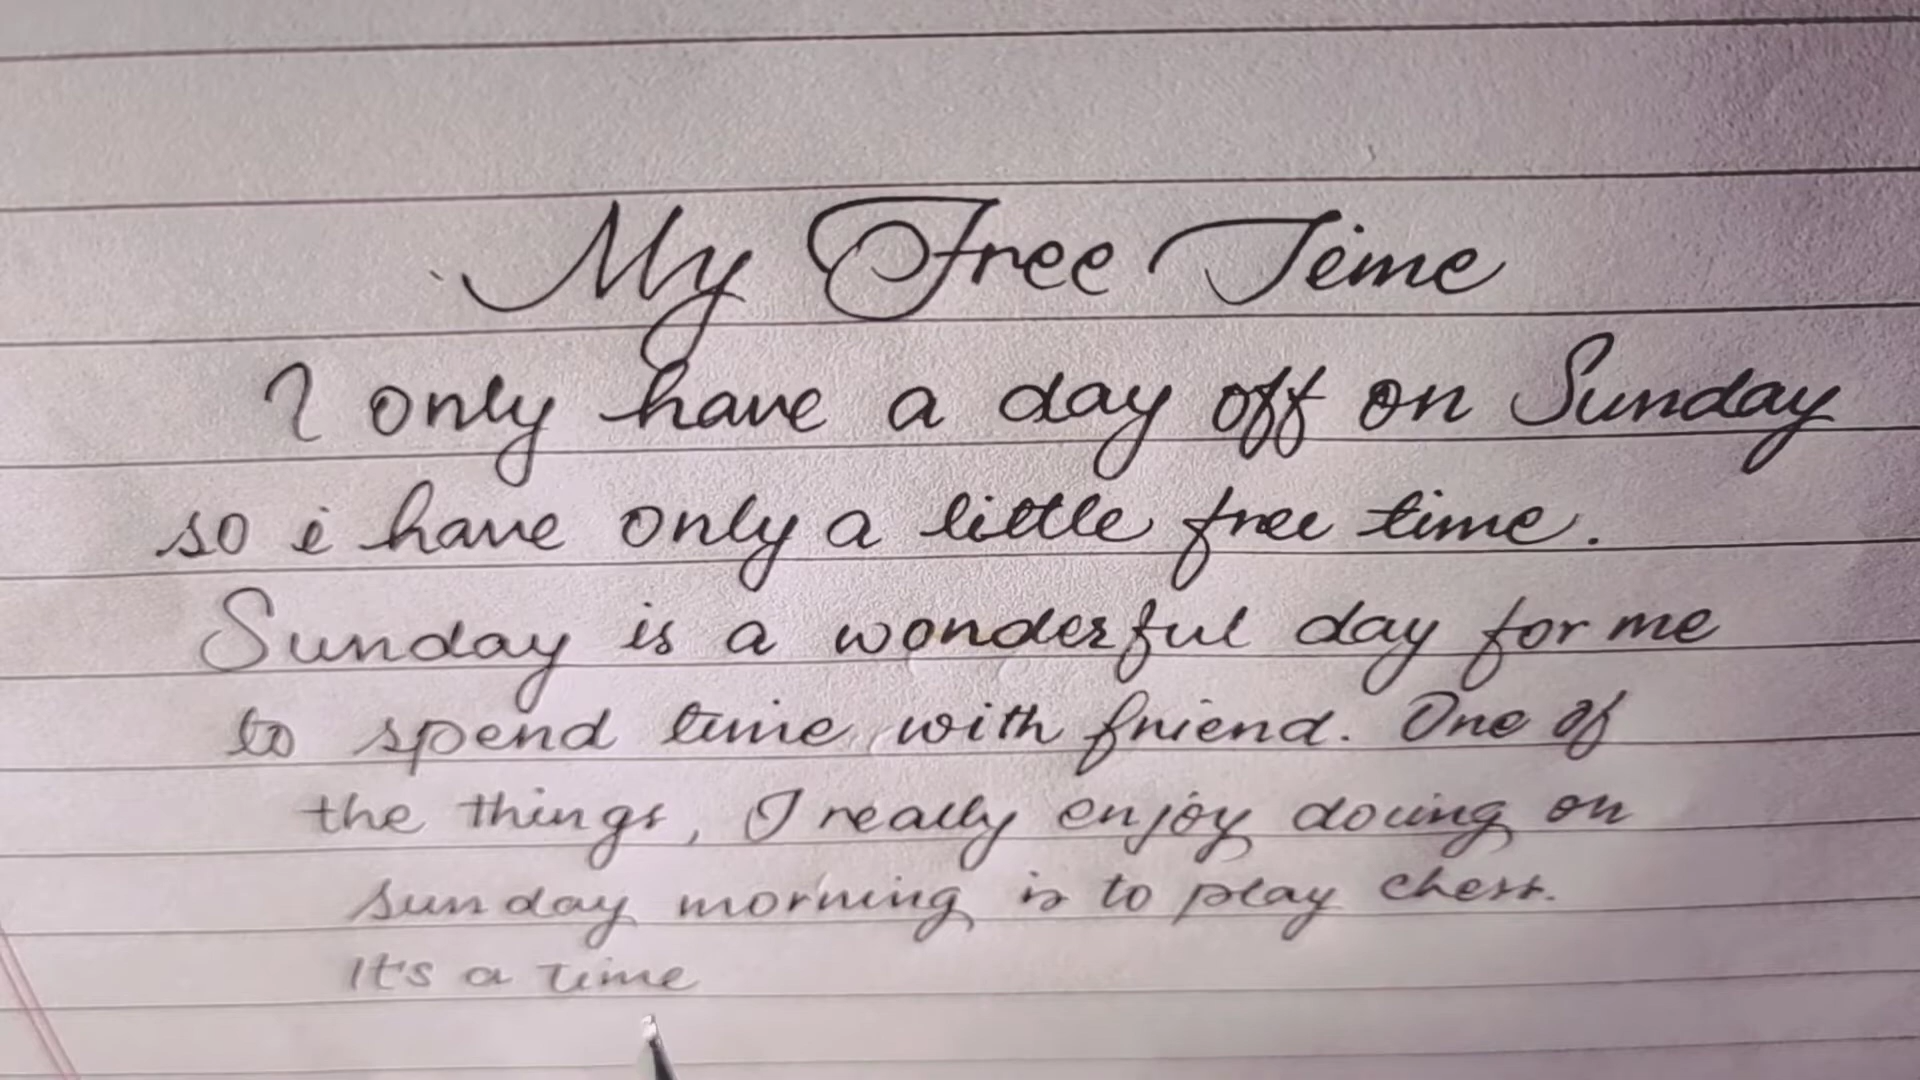 My Free Time
I only have a day off on Sunday
so i have only a little free time.
Sunday is a wonderful day for me
to spend time with friend. One of
the things, I really enjoy doing on
sunday morning is to play chess.
It's a time